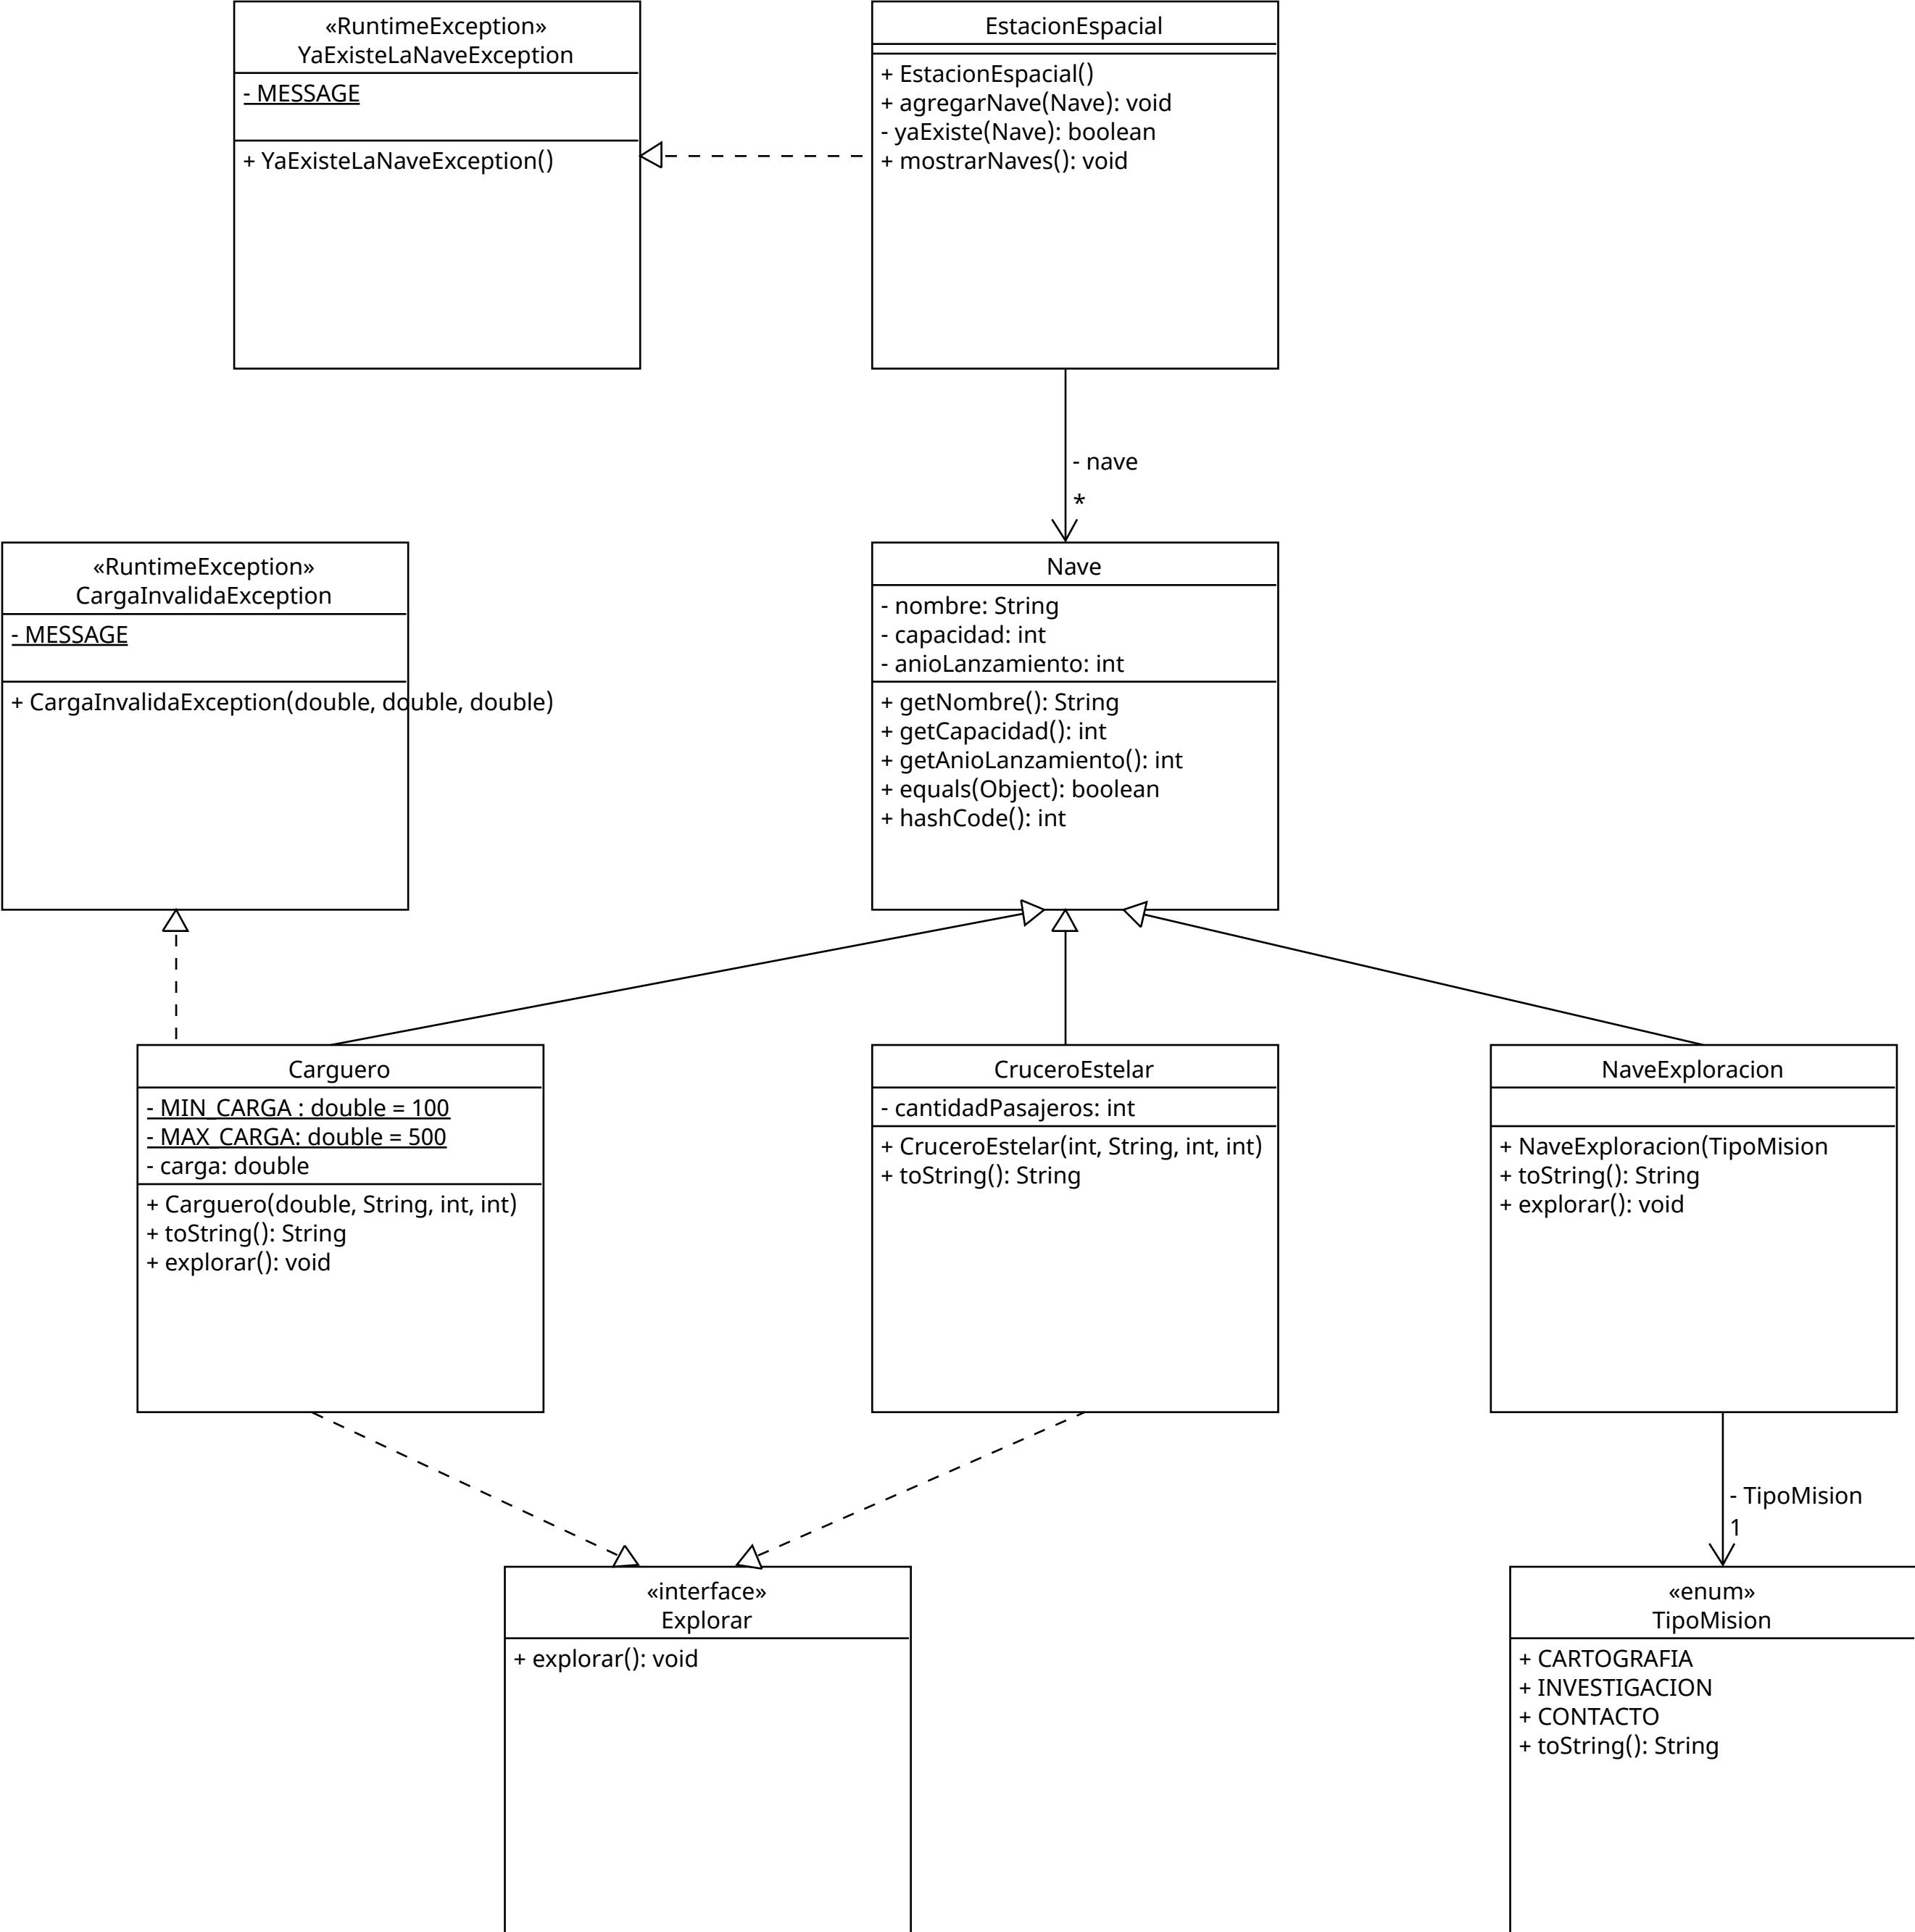 «RuntimeException»
YaExisteLaNaveException
- MESSAGE
+ YaExisteLaNaveException()
EstacionEspacial
+ EstacionEspacial()
+ agregarNave(Nave): void
- yaExiste(Nave): boolean
+ mostrarNaves(): void
- nave
*
«RuntimeException»
CargaInvalidaException
- MESSAGE
+ CargaInvalidaException(double, double, double)
Nave
- nombre: String
- capacidad: int
- anioLanzamiento: int
+ getNombre(): String
+ getCapacidad(): int
+ getAnioLanzamiento(): int
+ equals(Object): boolean
+ hashCode(): int
Carguero
- MIN_CARGA : double = 100
- MAX_CARGA: double = 500
- carga: double
+ Carguero(double, String, int, int)
+ toString(): String
+ explorar(): void
CruceroEstelar
- cantidadPasajeros: int
+ CruceroEstelar(int, String, int, int)
+ toString(): String
NaveExploracion
+ NaveExploracion(TipoMision
+ toString(): String
+ explorar(): void
- TipoMision
1
«interface»
Explorar
+ explorar(): void
«enum»
TipoMision
+ CARTOGRAFIA
+ INVESTIGACION
+ CONTACTO
+ toString(): String